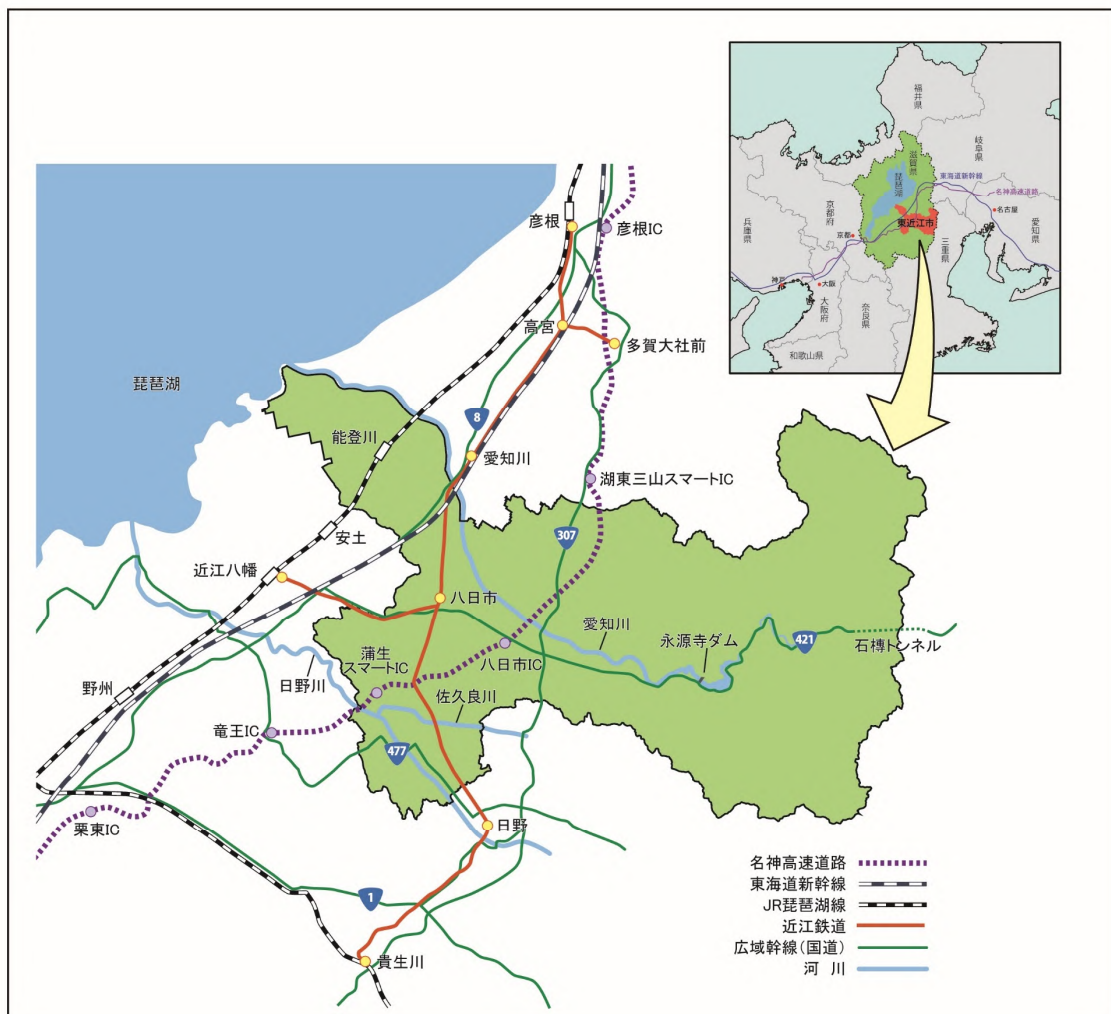 福井県
岐阜県
滋賀県
琵琶湖
東海道新幹線
名神高速道路
京都府
名古屋
東近江市
兵庫県
京都
愛知県
三重県
神戸
大阪
大阪府
奈良県
和歌山県
彦根
彦根IC
高宮
多賀大社前
琵琶湖
8
能登川
愛知川
湖東三山スマートIC
安土
307
近江八幡
八日市
愛知川
永源寺ダム
421
石榑トンネル
蒲生
スマートIC
八日市IC
日野川
野州
佐久良川
竜王IC
477
栗東IC
日野
1
貴生川
名神高速道路
東海道新幹線
JR琵琶湖線
近江鉄道
広域幹線(国道)
河 川